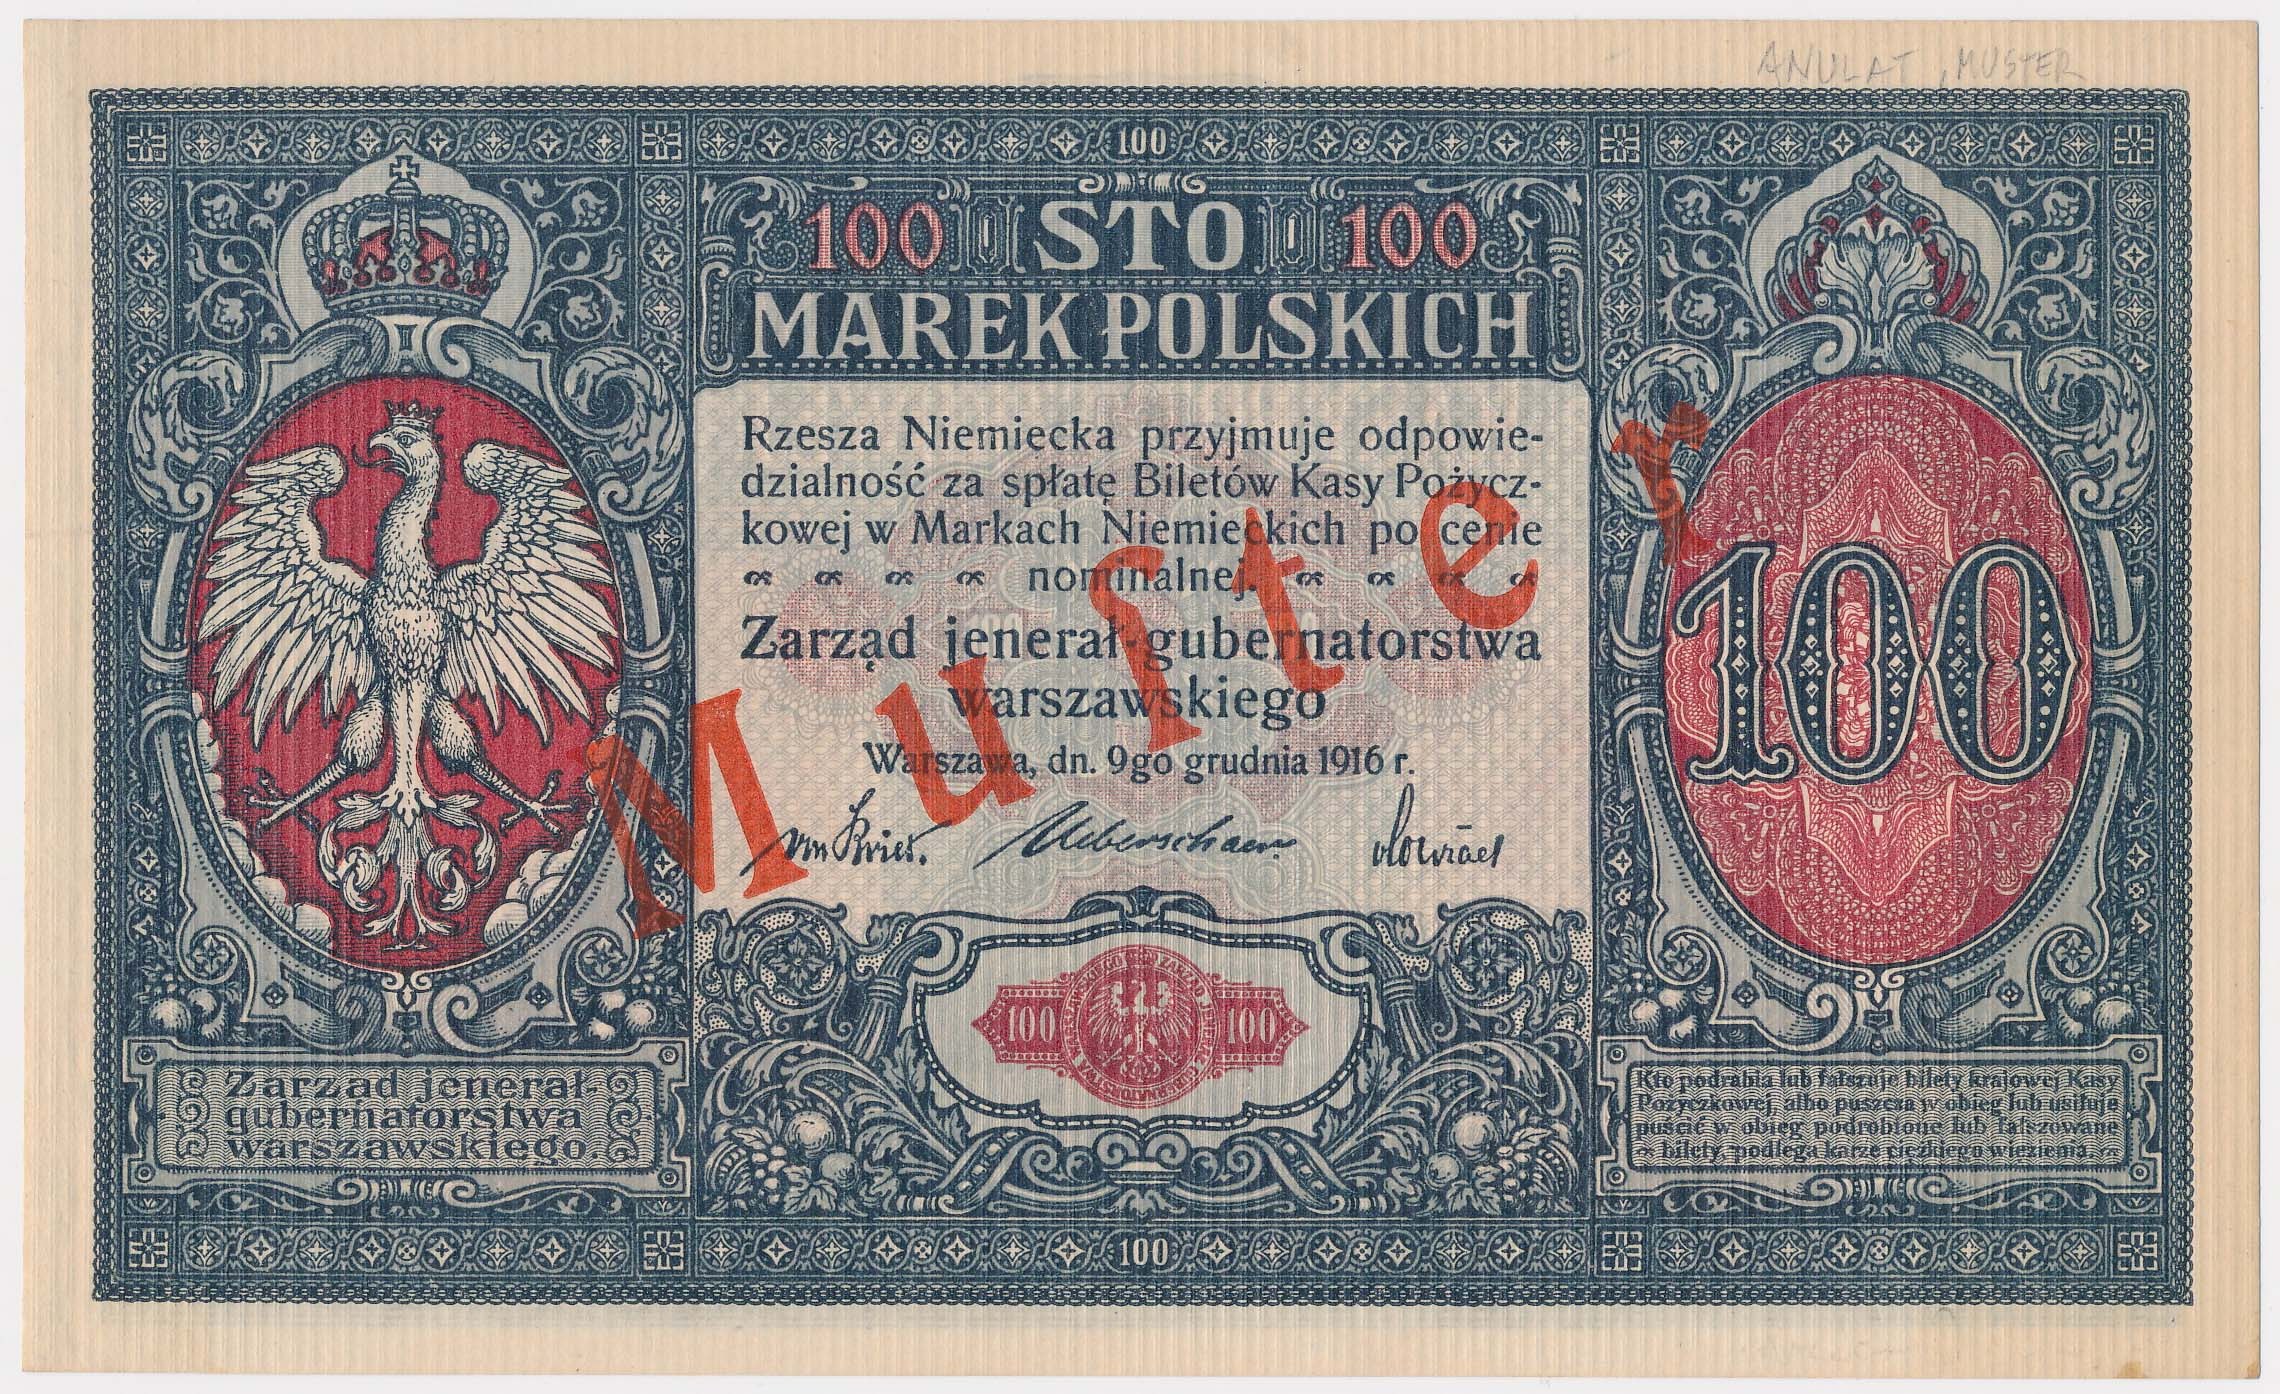 ANULAT, MUSTER
100
100 STO 100
MAREK POLSKICH
Rzesza Niemiecka przyjmuje odpowie-
dzialność za spłatę Biletów Kasy Pożycz-
kowej w Markach Niemieckich po cenie
nominalnej.
Zarząd jenerał-gubernatorstwa
warszawskiego
Warszawa, dn. 9go grudnia 1916 r.
Muſter
100
von Kries.
100 100
Zarząd jenerał-
gubernatorstwa
warszawskiego
Kto podrabia lub fałszuje bilety krajowej Kasy
Pożyczkowej, albo puszcza w obieg lub usiłuje
puścić w obieg podrobione lub fałszowane
bilety, podlega karze ciężkiego więzienia
100